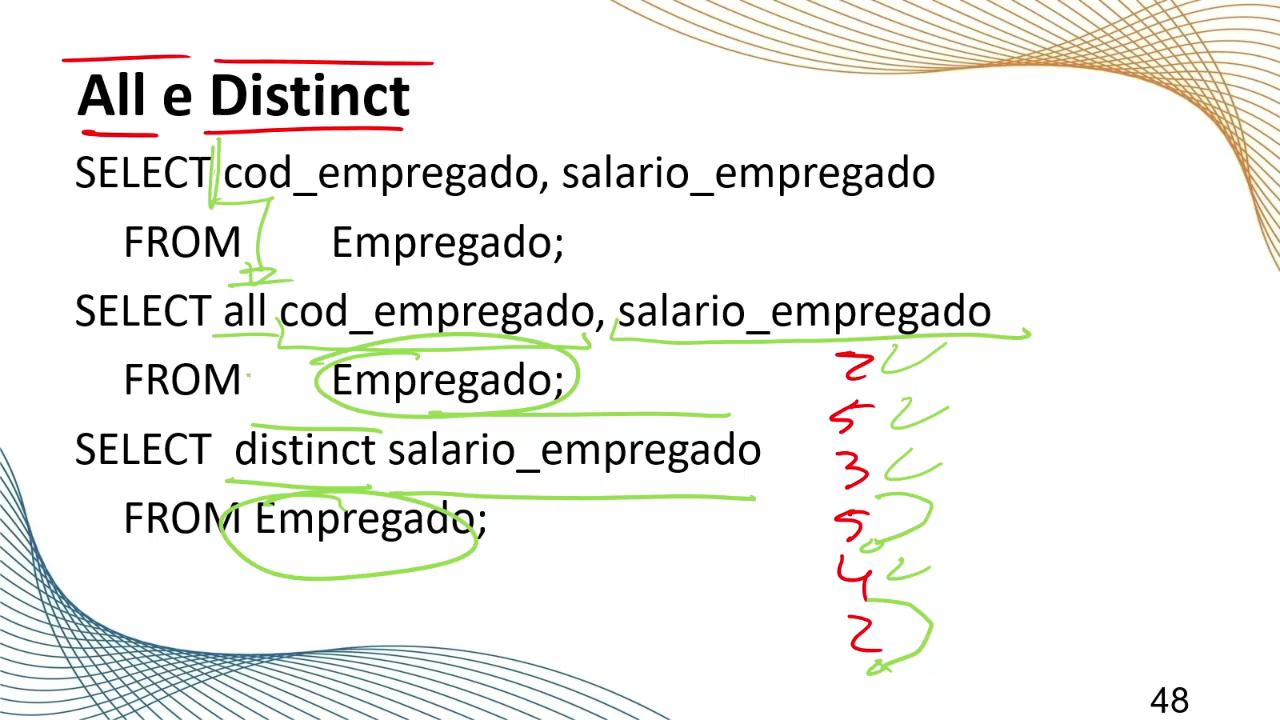 All e Distinct
SELECT cod_empregado, salario_empregado
FROM Empregado;
SELECT all cod_empregado, salario_empregado
FROM Empregado;
SELECT distinct salario_empregado
FROM Empregado;
2
5
3
5
4
2
48